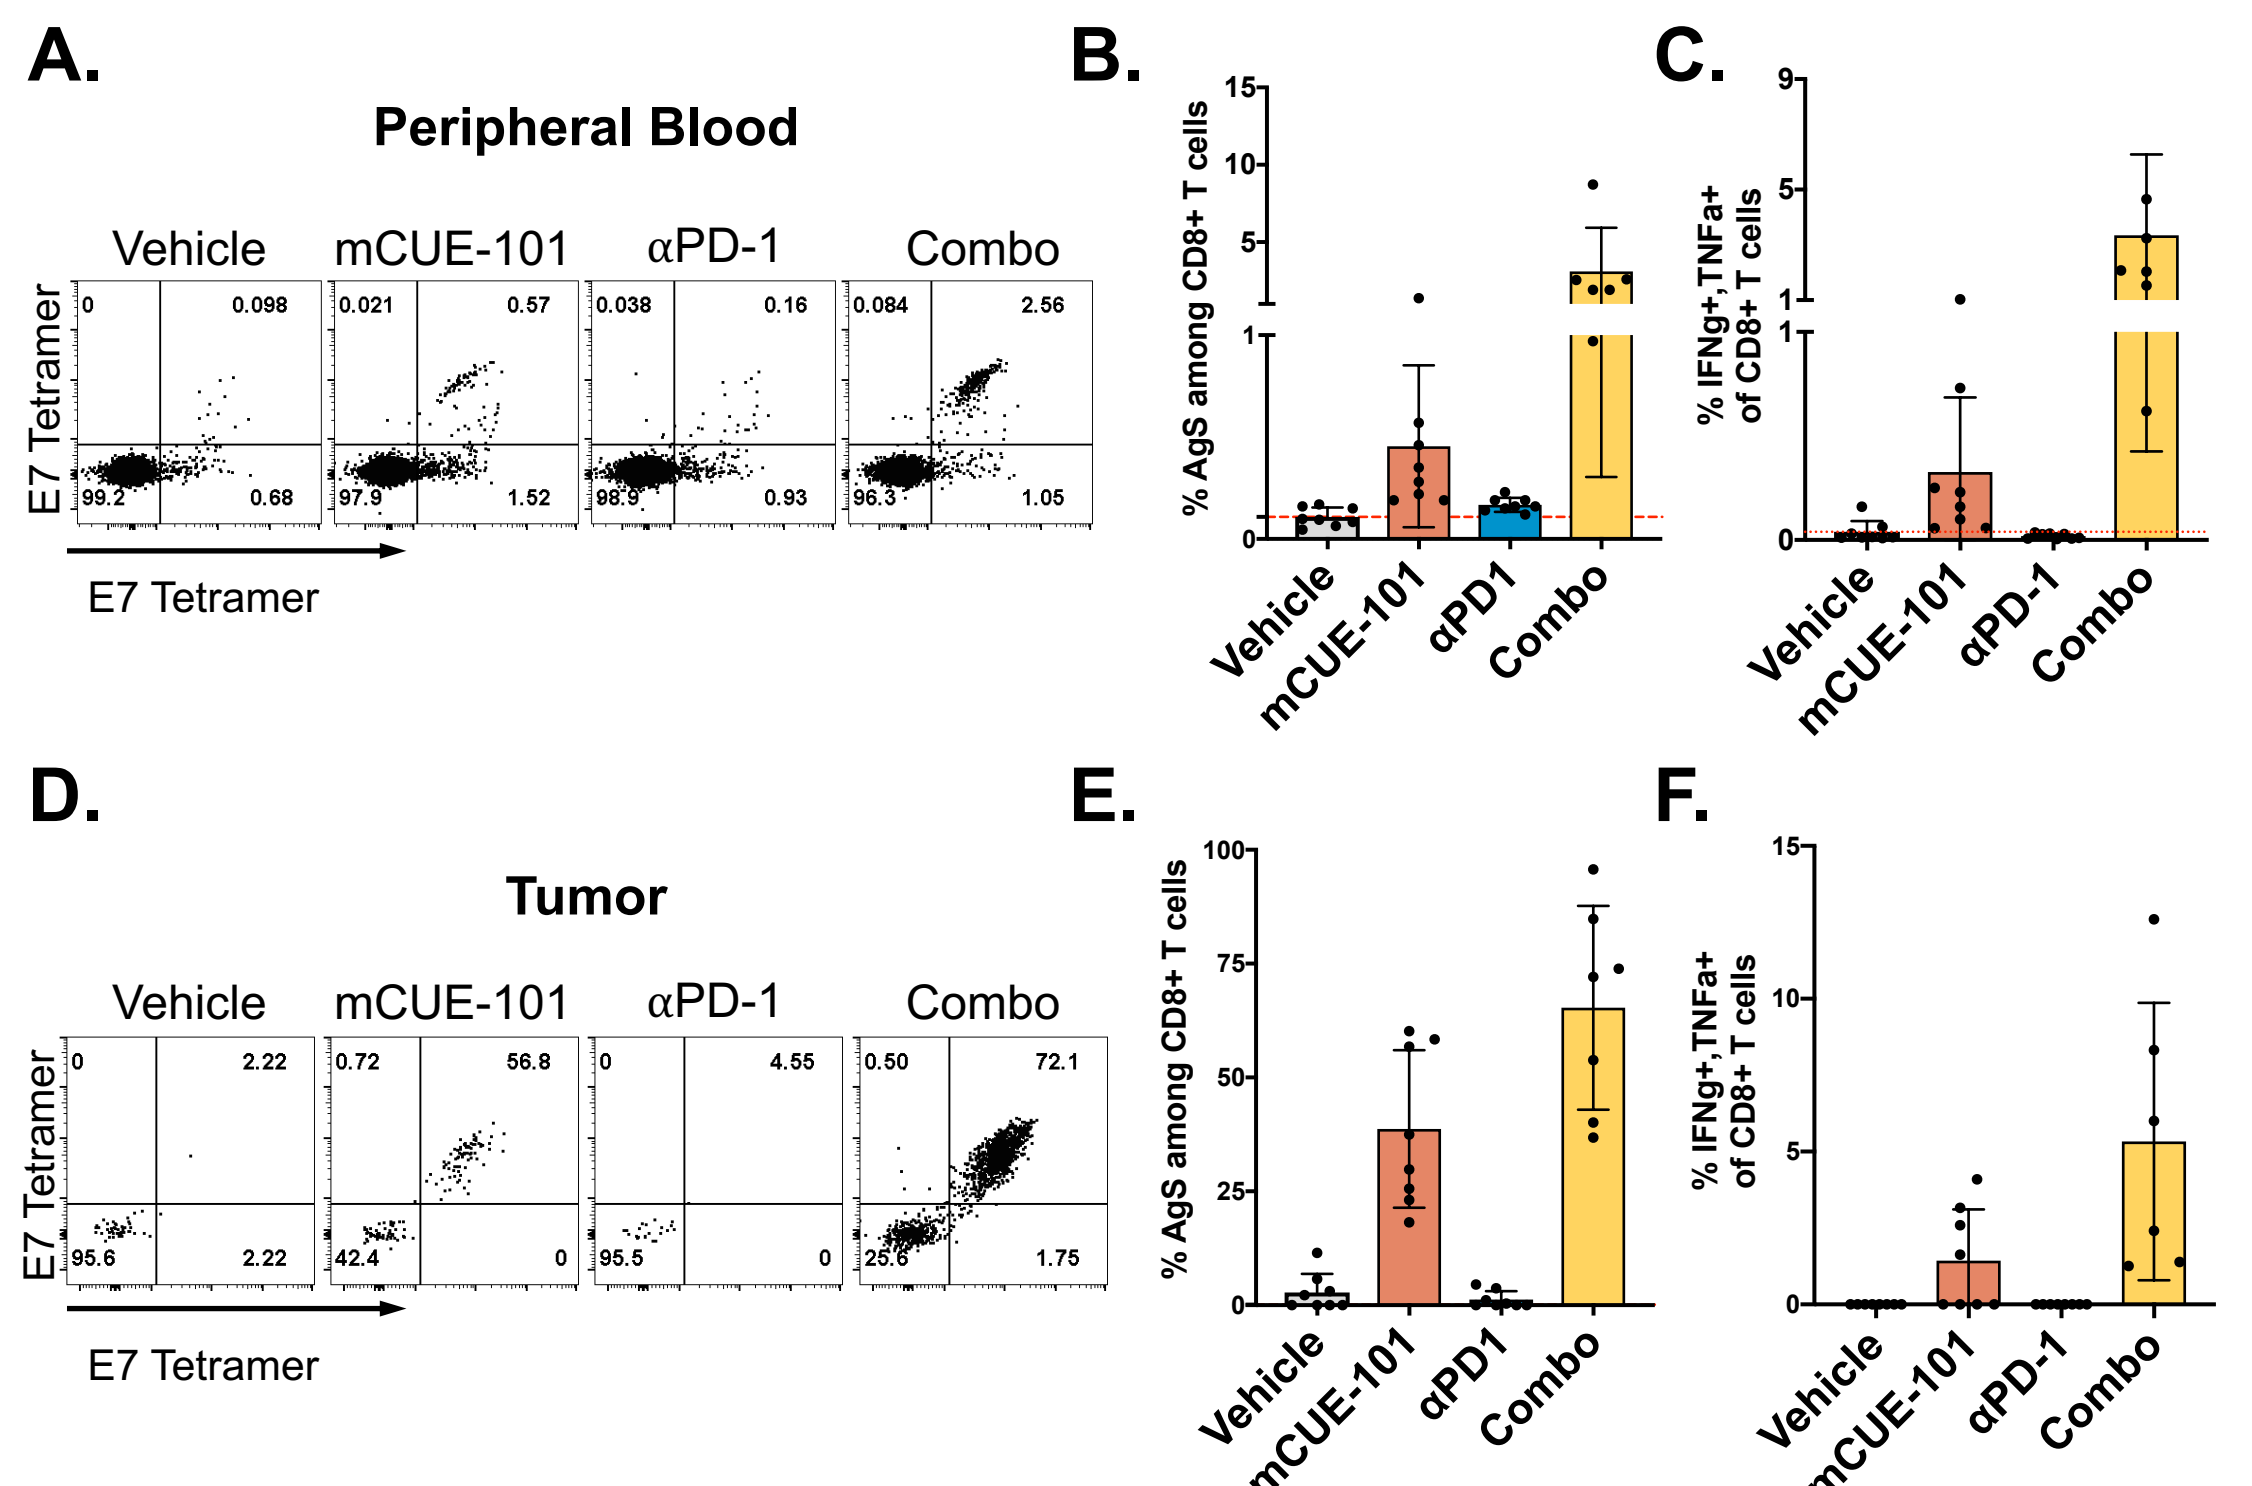 A.
Peripheral Blood
Vehicle
mCUE-101
αPD-1
Combo
E7 Tetramer
0
0.098
99.2
0.68
0.021
0.57
97.9
1.52
0.038
0.16
98.9
0.93
0.084
2.56
96.3
1.05
E7 Tetramer
B.
% AgS among CD8+ T cells
15
10
5
1
0
Vehicle
mCUE-101
αPD1
Combo
C.
% IFNg+,TNFa+
of CD8+ T cells
9
5
1
1
0
Vehicle
mCUE-101
αPD-1
Combo
D.
Tumor
Vehicle
mCUE-101
αPD-1
Combo
E7 Tetramer
0
2.22
95.6
2.22
0.72
56.8
42.4
0
0
4.55
95.5
0
0.50
72.1
25.6
1.75
E7 Tetramer
E.
% AgS among CD8+ T cells
100
75
50
25
0
Vehicle
mCUE-101
αPD1
Combo
F.
% IFNg+,TNFa+
of CD8+ T cells
15
10
5
0
Vehicle
mCUE-101
αPD-1
Combo